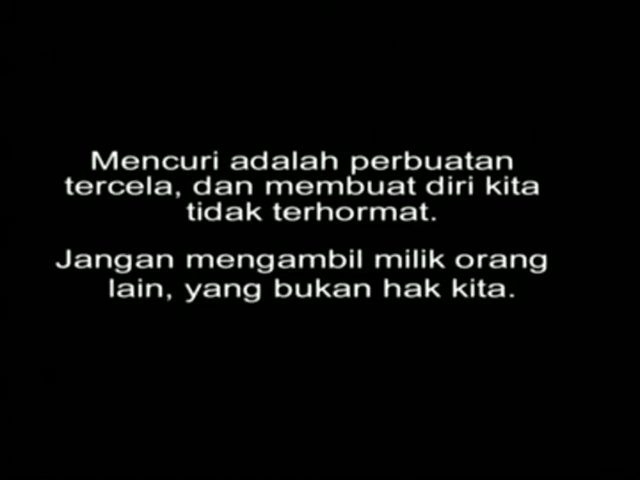 Mencuri adalah perbuatan
tercela, dan membuat diri kita
tidak terhormat.
Jangan mengambil milik orang
lain, yang bukan hak kita.